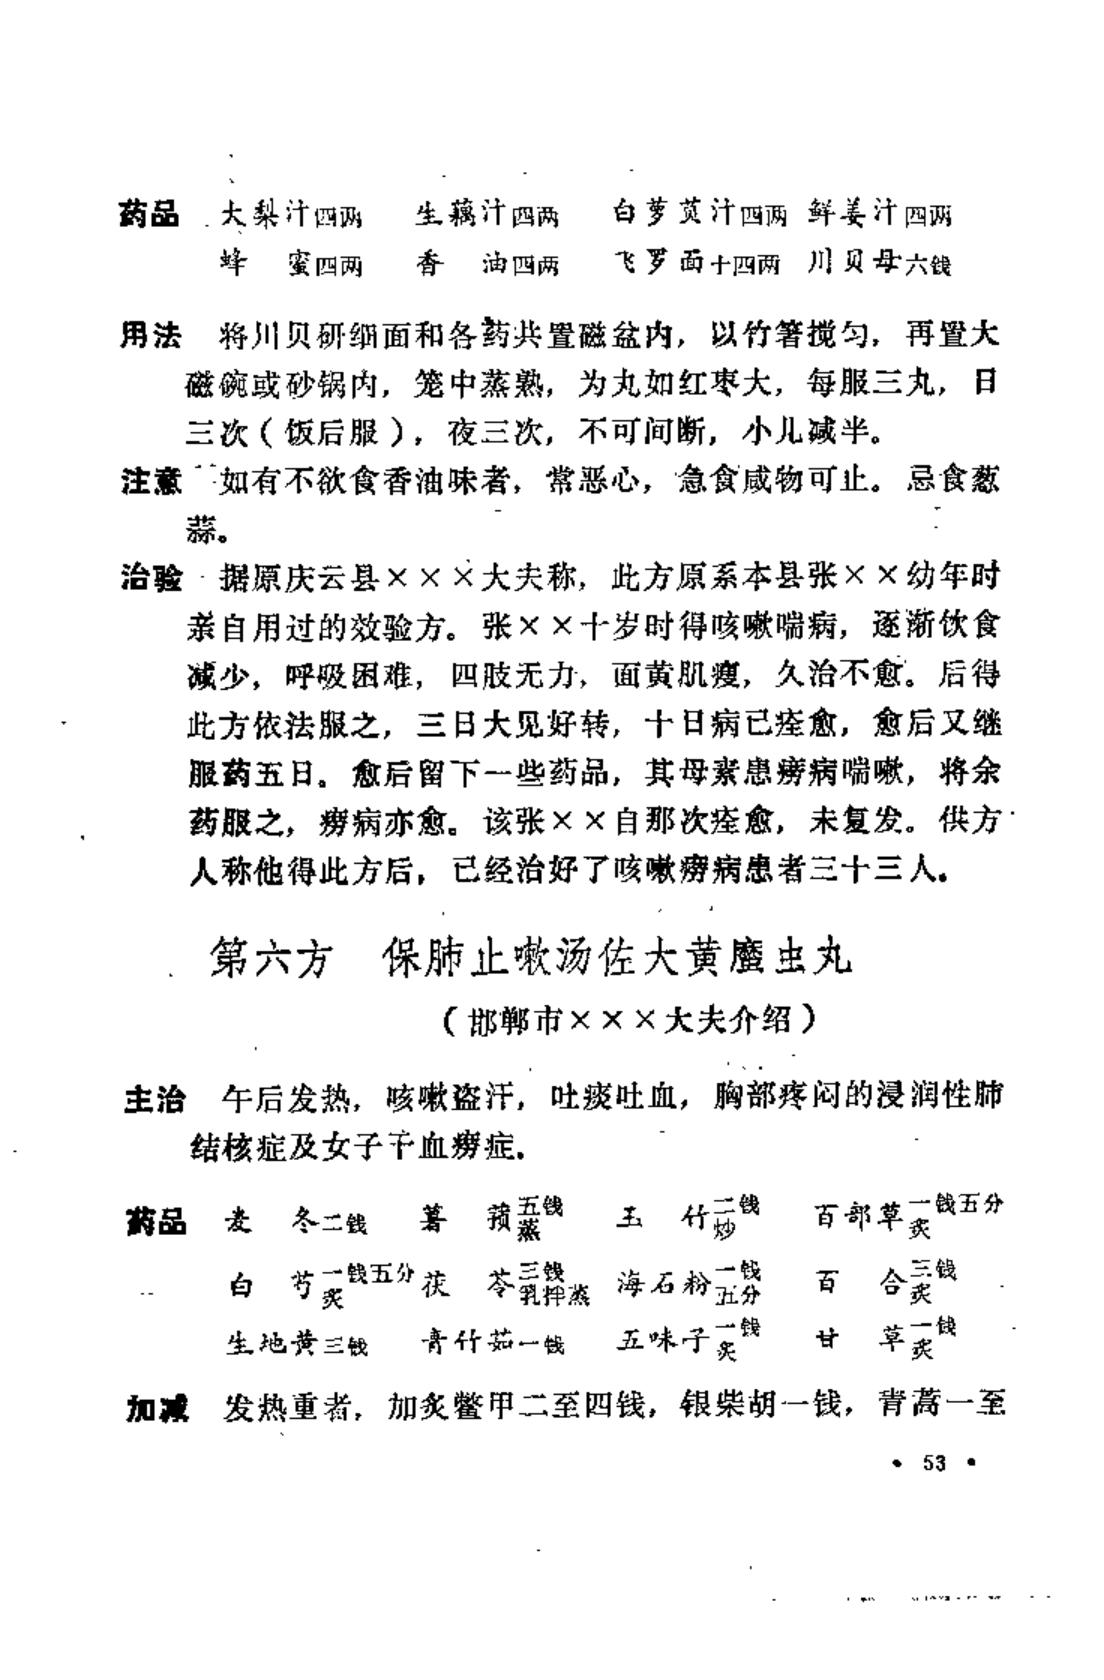 药品 大梨汁四两 生藕汁四两 白萝苩汁四两 鲜姜汁四两
蜂 蜜四两 香 油四两 飞罗面十四两 川贝母六钱
用法 将川贝研细面和各药共置磁盆内，以竹箸搅匀，再置大
磁碗或砂锅内，笼中蒸熟，为丸如红枣大，每服三丸，日
三次（饭后服），夜三次，不可间断，小儿减半。
注意 如有不欲食香油味者，常恶心，急食咸物可止。忌食葱
蒜。
治验 据原庆云县×××大夫称，此方原系本县张××幼年时
亲自用过的效验方。张××十岁时得咳嗽喘病，逐渐饮食
减少，呼吸困难，四肢无力，面黄肌瘦，久治不愈。后得
此方依法服之，三日大见好转，十日病已痊愈，愈后又继
服药五日。愈后留下一些药品，其母素患痨病喘嗽，将余
药服之，痨病亦愈。该张××自那次痊愈，未复发。供方
人称他得此方后，已经治好了咳嗽痨病患者三十三人。
第六方 保肺止嗽汤佐大黄䗪虫丸
（邯郸市×××大夫介绍）
主治 午后发热，咳嗽盗汗，吐痰吐血，胸部疼闷的浸润性肺
结核症及女子干血痨症。
药品 麦 冬二钱 薯 蓣五钱蒸 玉 竹二钱炒 百部草一钱五分炙
白 芍一钱五分炙 茯 苓三钱乳拌蒸 海石粉一钱五分 百 合三钱炙
生地黄三钱 青竹茹一钱 五味子一钱炙 甘 草一钱炙
加减 发热重者，加炙鳖甲二至四钱，银柴胡一钱，青蒿一至
• 53 •